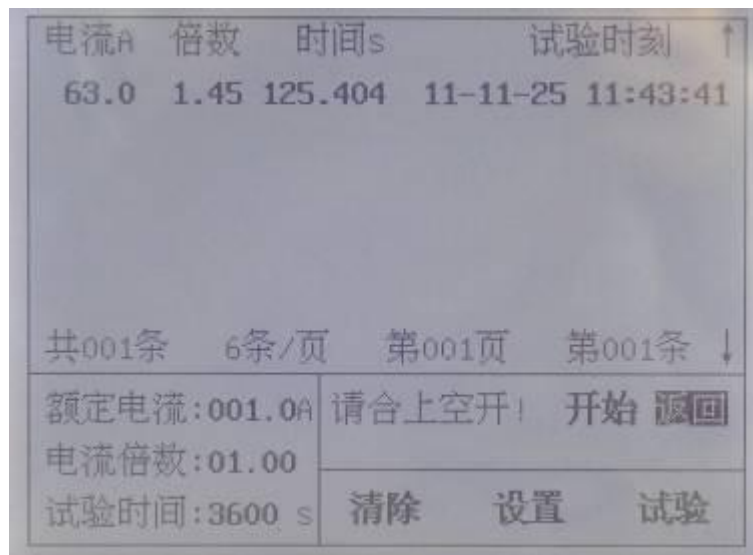 电流A 倍数 时间s 试验时刻 ↑
63.0 1.45 125.404 11-11-25 11:43:41
共001条 6条/页 第001页 第001条 ↓
额定电流:001.0A
电流倍数:01.00
试验时间:3600 s
请合上空开! 开始 返回
清除 设置 试验